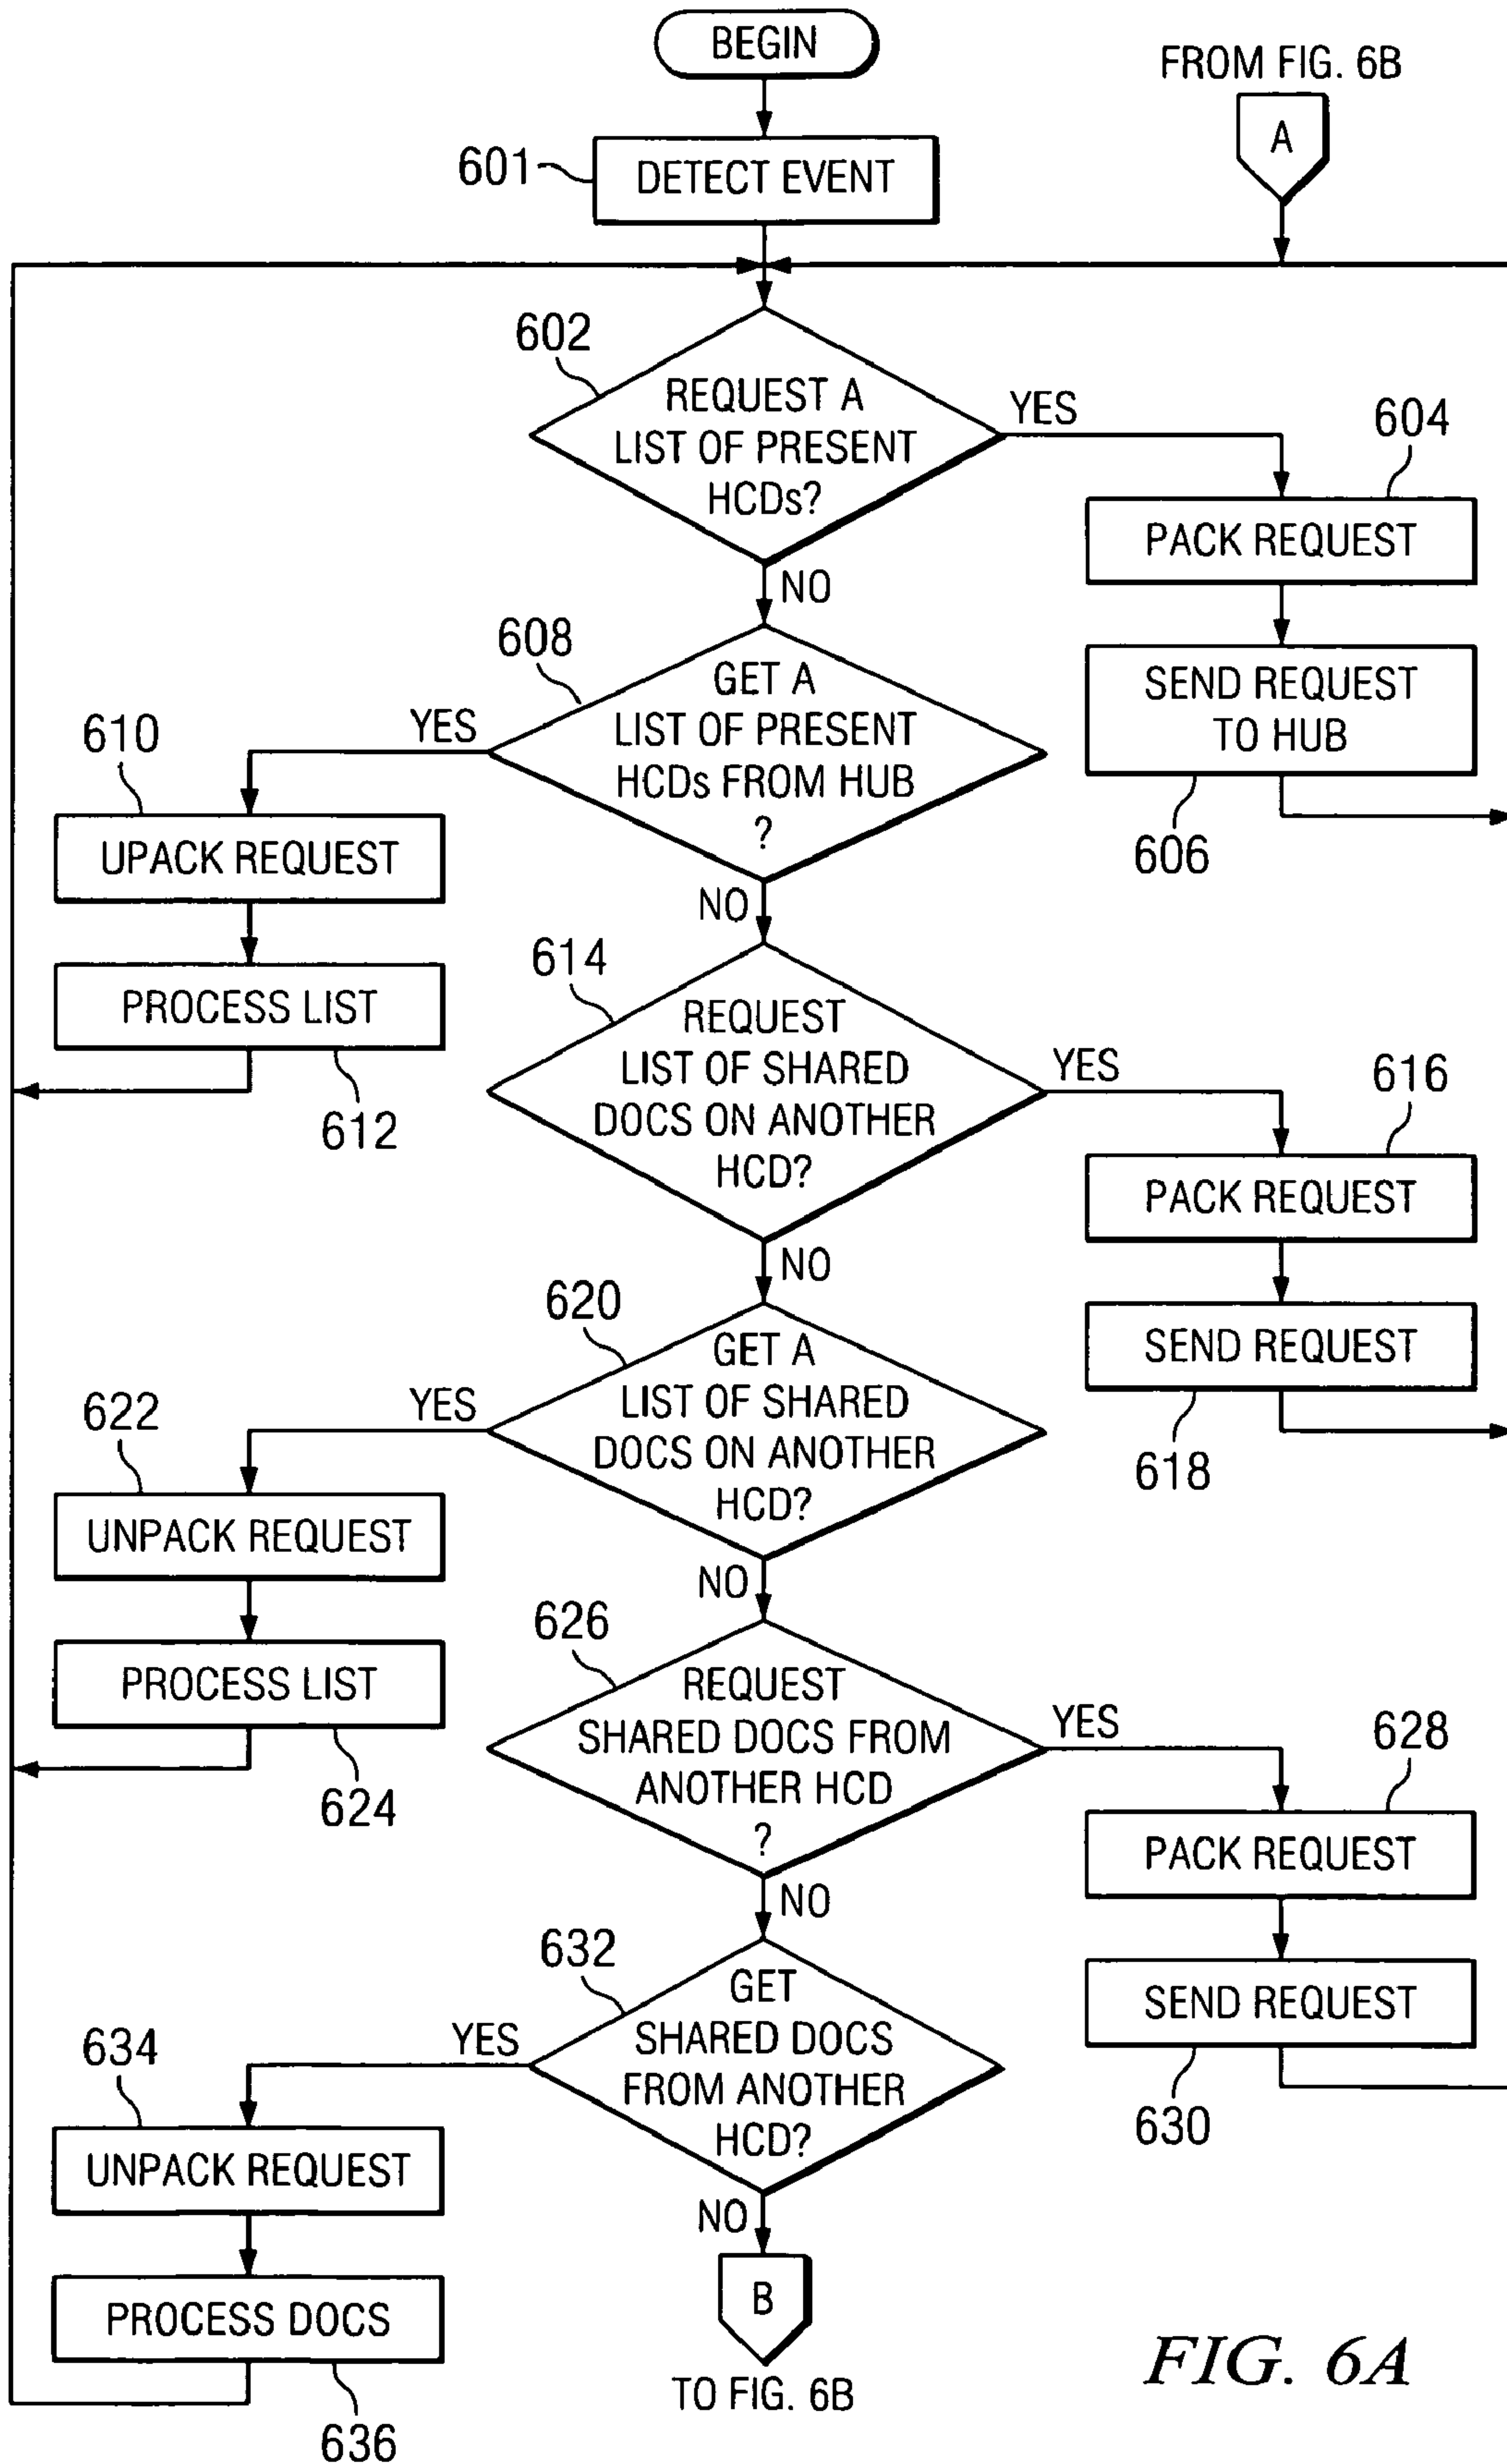 BEGIN
FROM FIG. 6B
A
601
DETECT EVENT
602
REQUEST A
LIST OF PRESENT
HCDs?
YES
604
PACK REQUEST
NO
SEND REQUEST
TO HUB
606
608
GET A
LIST OF PRESENT
HCDs FROM HUB
?
YES
610
UPACK REQUEST
NO
PROCESS LIST
612
614
REQUEST
LIST OF SHARED
DOCS ON ANOTHER
HCD?
YES
616
PACK REQUEST
NO
SEND REQUEST
618
620
GET A
LIST OF SHARED
DOCS ON ANOTHER
HCD?
YES
622
UNPACK REQUEST
NO
PROCESS LIST
624
626
REQUEST
SHARED DOCS FROM
ANOTHER HCD
?
YES
628
PACK REQUEST
NO
SEND REQUEST
630
632
GET
SHARED DOCS
FROM ANOTHER
HCD?
YES
634
UNPACK REQUEST
NO
PROCESS DOCS
636
B
TO FIG. 6B
FIG. 6A